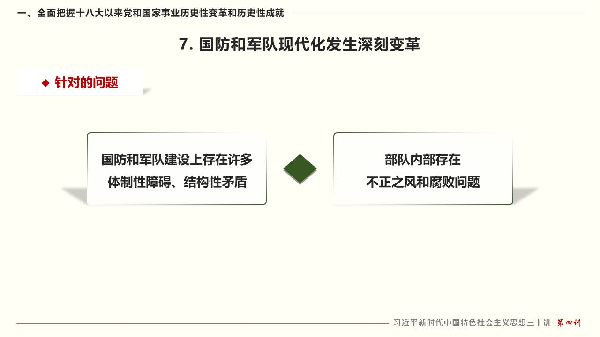 一、全面把握十八大以来党和国家事业历史性变革和历史性成就
7. 国防和军队现代化发生深刻变革
针对的问题
国防和军队建设上存在许多
体制性障碍、结构性矛盾
部队内部存在
不正之风和腐败问题
习近平新时代中国特色社会主义思想三十讲 第四讲